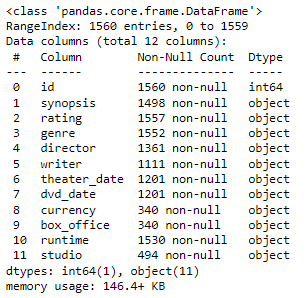 <class 'pandas.core.frame.DataFrame'>
RangeIndex: 1560 entries, 0 to 1559
Data columns (total 12 columns):
 #   Column        Non-Null Count  Dtype
---  ------        --------------  -----
 0   id            1560 non-null   int64
 1   synopsis      1498 non-null   object
 2   rating        1557 non-null   object
 3   genre         1552 non-null   object
 4   director      1361 non-null   object
 5   writer        1111 non-null   object
 6   theater_date  1201 non-null   object
 7   dvd_date      1201 non-null   object
 8   currency      340 non-null    object
 9   box_office    340 non-null    object
 10  runtime       1530 non-null   object
 11  studio        494 non-null    object
dtypes: int64(1), object(11)
memory usage: 146.4+ KB